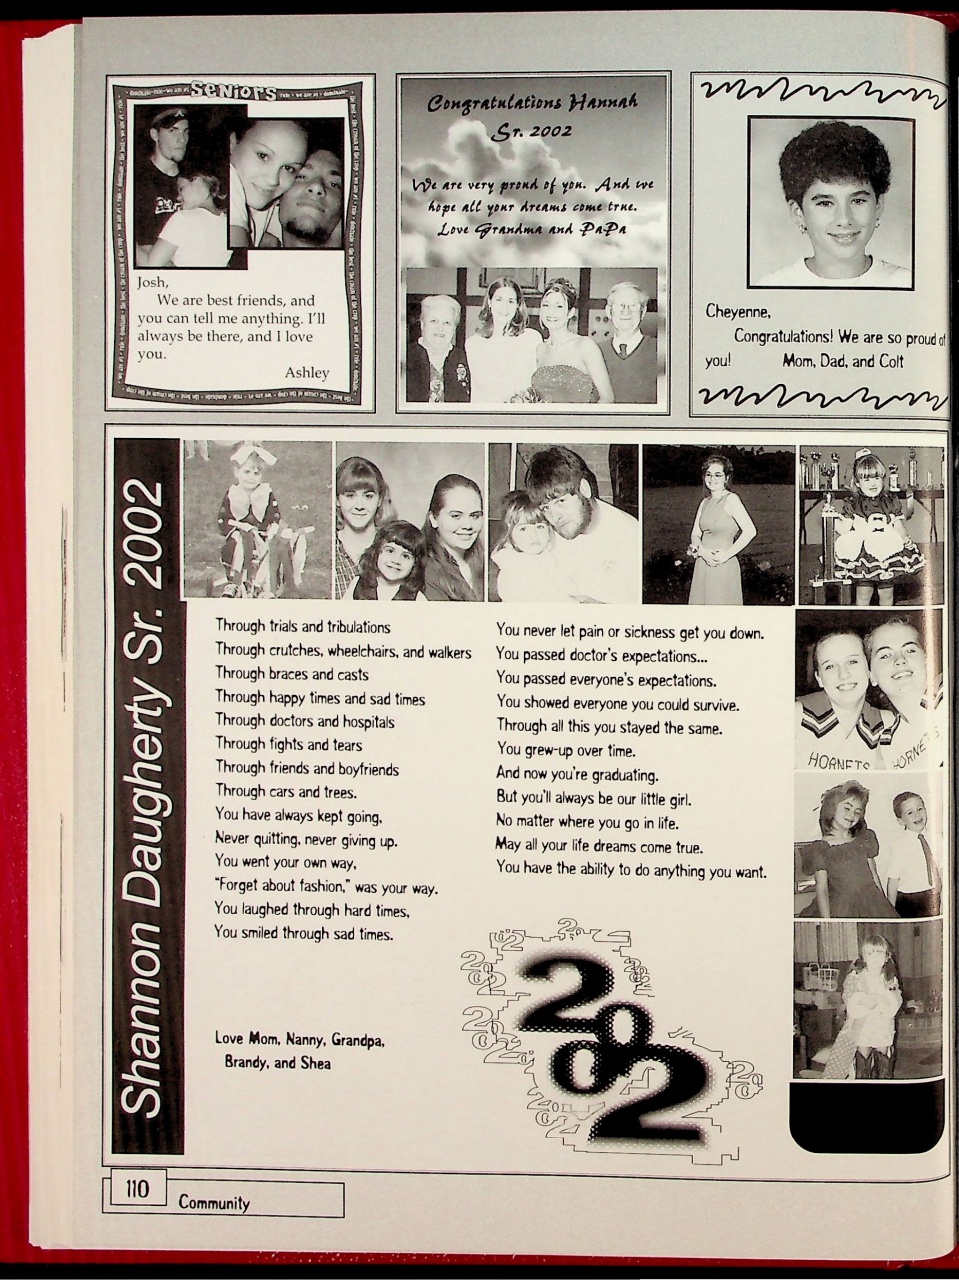 SENIORS
Josh,
We are best friends, and
you can tell me anything. I'll
always be there, and I love
you.
Ashley
Congratulations Hannah
Sr. 2002
We are very proud of you. And we
hope all your dreams come true.
Love Grandma and PaPa
Cheyenne,
Congratulations! We are so proud of
you! Mom, Dad, and Colt
Shannon Daugherty Sr. 2002
Through trials and tribulations
Through crutches, wheelchairs, and walkers
Through braces and casts
Through happy times and sad times
Through doctors and hospitals
Through fights and tears
Through friends and boyfriends
Through cars and trees.
You have always kept going,
Never quitting, never giving up.
You went your own way,
"Forget about fashion," was your way.
You laughed through hard times,
You smiled through sad times.
Love Mom, Nanny, Grandpa,
Brandy, and Shea
You never let pain or sickness get you down.
You passed doctor's expectations...
You passed everyone's expectations.
You showed everyone you could survive.
Through all this you stayed the same.
You grew-up over time.
And now you're graduating.
But you'll always be our little girl.
No matter where you go in life.
May all your life dreams come true.
You have the ability to do anything you want.
HORNETS HORNETS
2002
110
Community